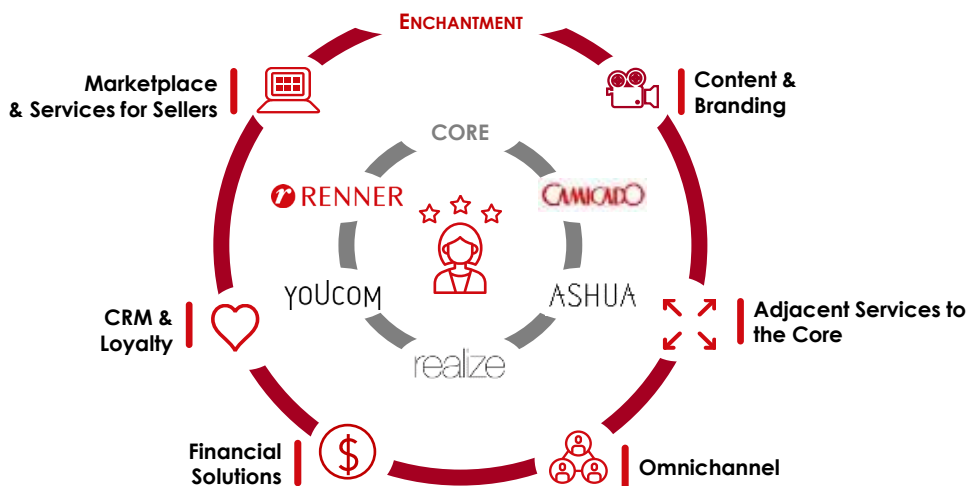 ENCHANTMENT
Marketplace
& Services for Sellers
Content &
Branding
CORE
RENNER
CAMICADO
YOUCOM
ASHUA
realize
CRM &
Loyalty
Adjacent Services to
the Core
Financial
Solutions
$
Omnichannel